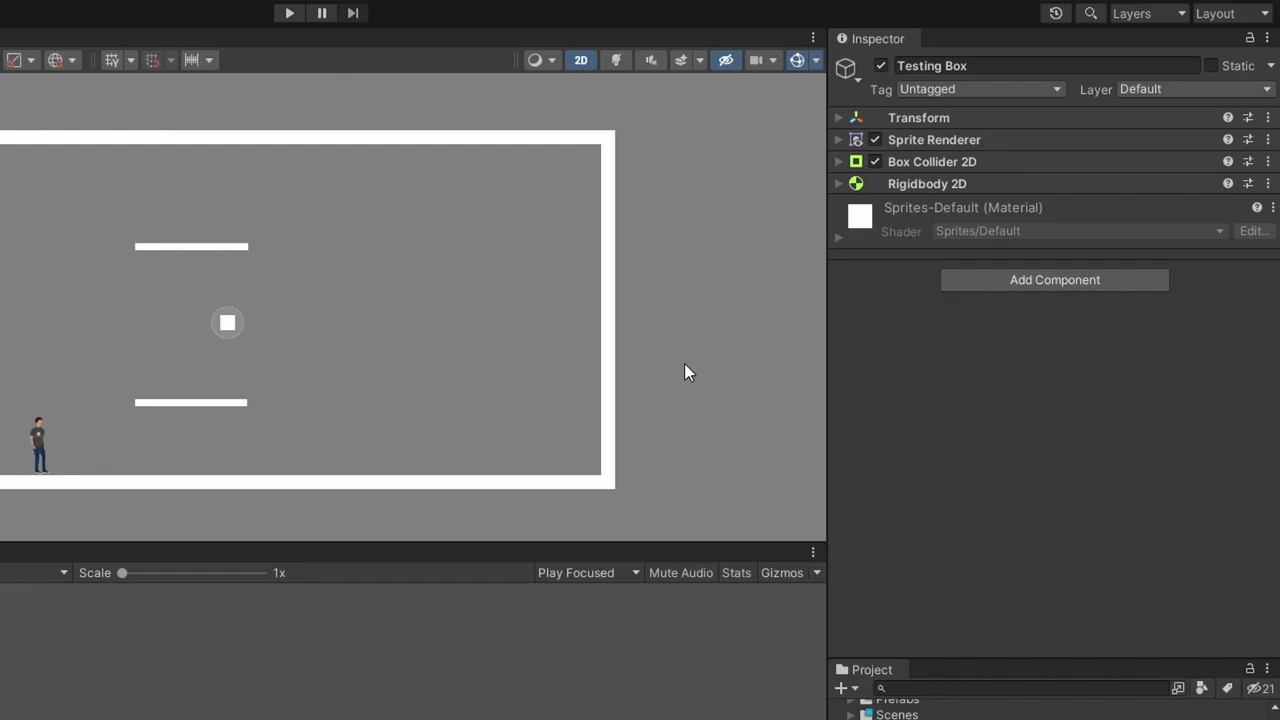 Layers
Layout
Inspector
2D
Testing Box
Static
Tag
Untagged
Layer
Default
Transform
Sprite Renderer
Box Collider 2D
Rigidbody 2D
Sprites-Default (Material)
Shader
Sprites/Default
Edit...
Add Component
Scale
1x
Play Focused
Mute Audio
Stats
Gizmos
Project
21
Prefabs
Scenes